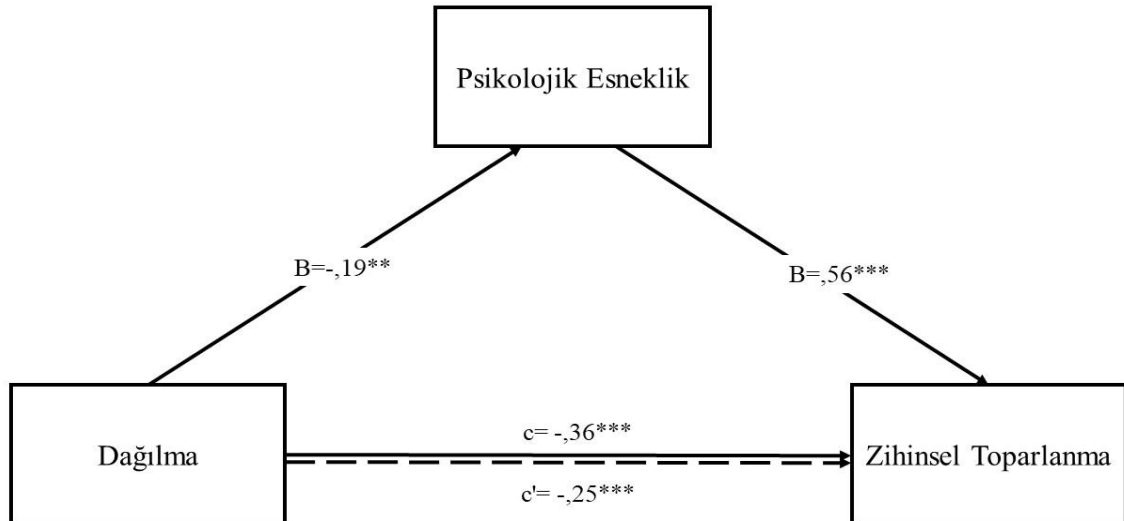 Psikolojik Esneklik
B=-,19**
B=,56***
Dağılma
c= -,36***
c'= -,25***
Zihinsel Toparlanma